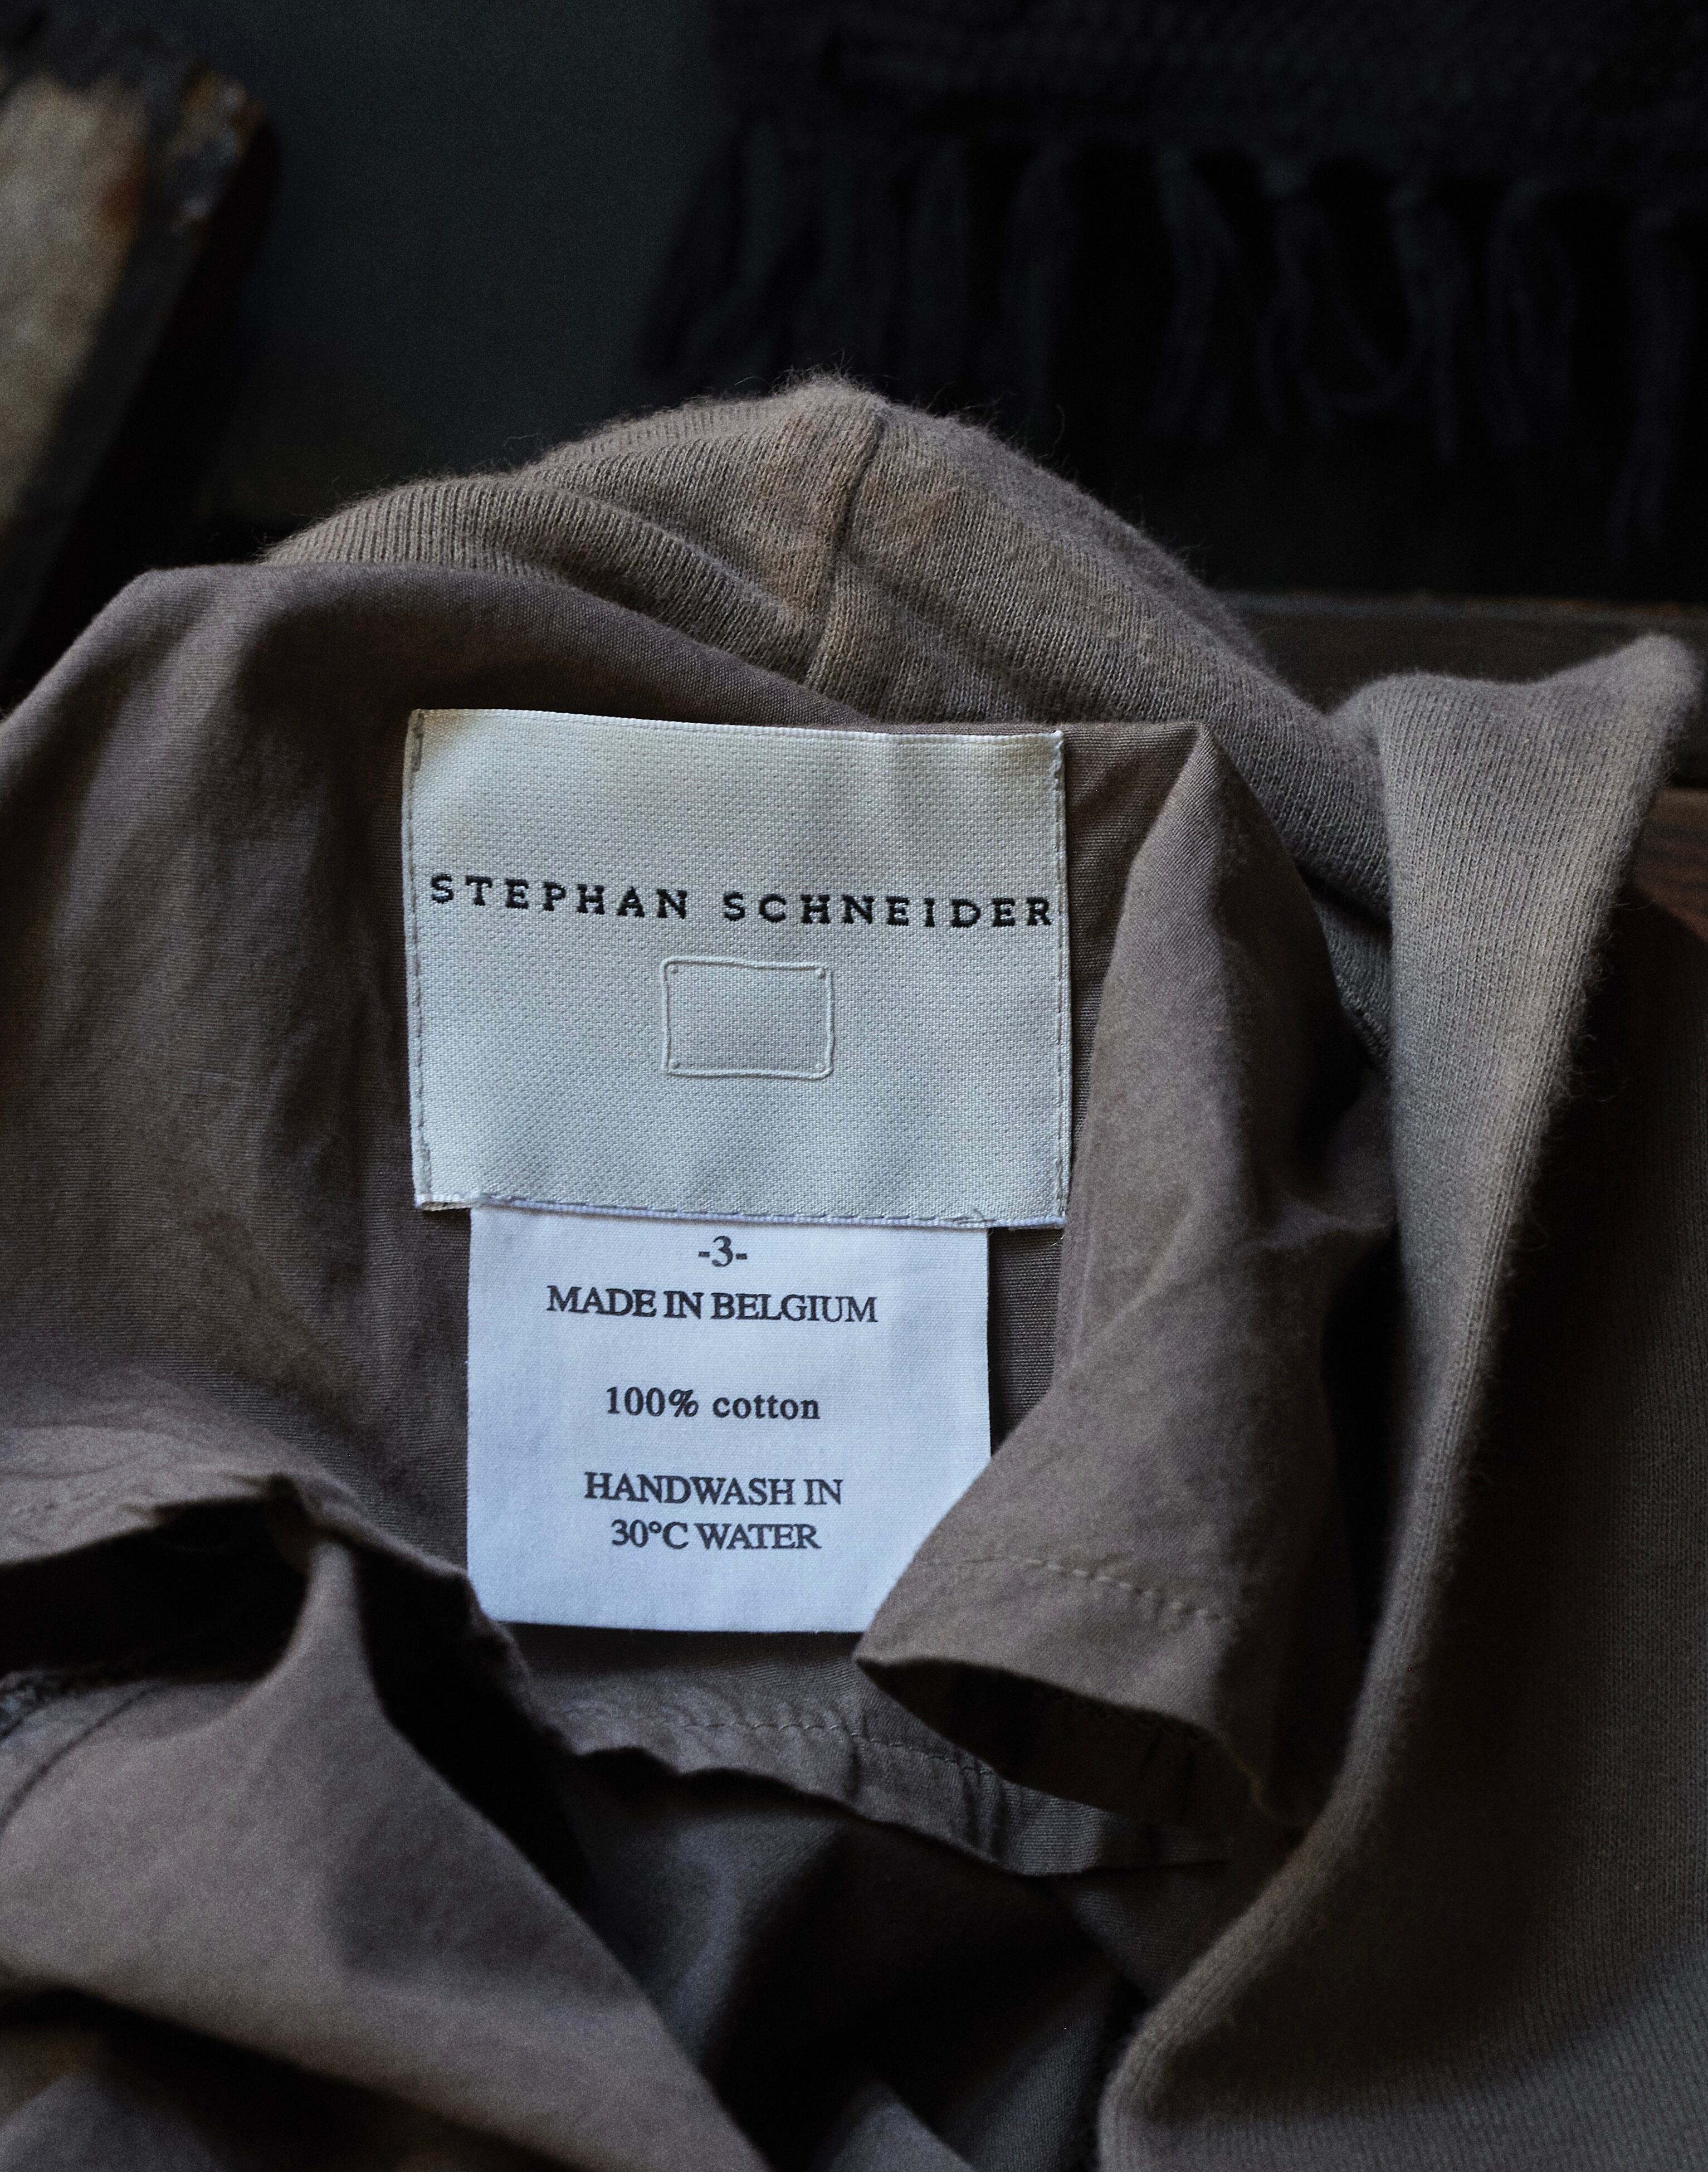 STEPHAN SCHNEIDER
-3-
MADE IN BELGIUM
100% cotton
HANDWASH IN
30°C WATER